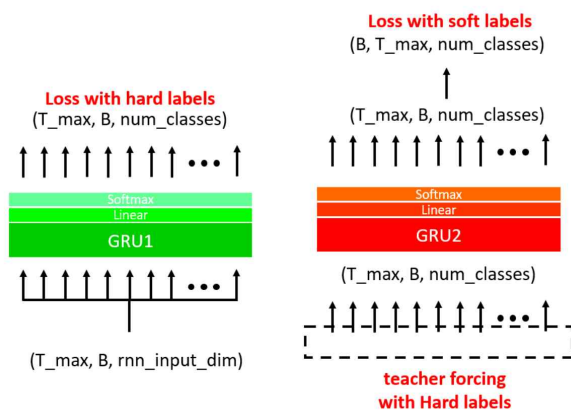 Loss with hard labels
(T_max, B, num_classes)
Softmax
Linear
GRU1
(T_max, B, rnn_input_dim)
Loss with soft labels
(B, T_max, num_classes)
(T_max, B, num_classes)
Softmax
Linear
GRU2
(T_max, B, num_classes)
teacher forcing
with Hard labels